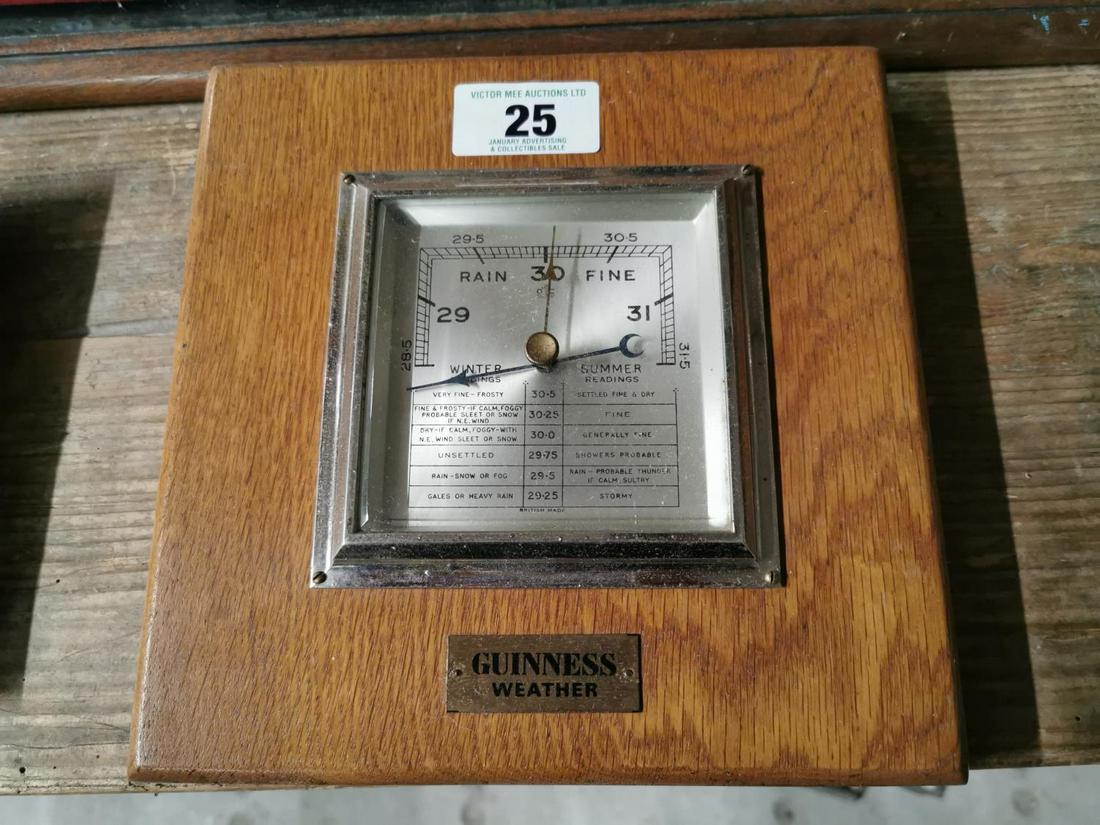 VICTOR MEE AUCTIONS LTD
25
JANUARY ADVERTISING
& COLLECTIBLES SALE
29·5 30·5
RAIN 30 FINE
29 31
28·5 31·5
WINTER SUMMER
READINGS
VERY FINE – FROSTY 30·5 SETTLED FINE & DRY
FINE & FROSTY-IF CALM, FOGGY
PROBABLE SLEET OR SNOW 30·25 FINE
IF N.E. WIND
DRY-IF CALM, FOGGY-WITH
N.E. WIND SLEET OR SNOW 30·0 GENERALLY FINE
UNSETTLED 29·75 SHOWERS PROBABLE
RAIN – SNOW OR FOG 29·5 RAIN – PROBABLE THUNDER
IF CALM, SULTRY
GALES OR HEAVY RAIN 29·25 STORMY
BRITISH MADE
GUINNESS
WEATHER